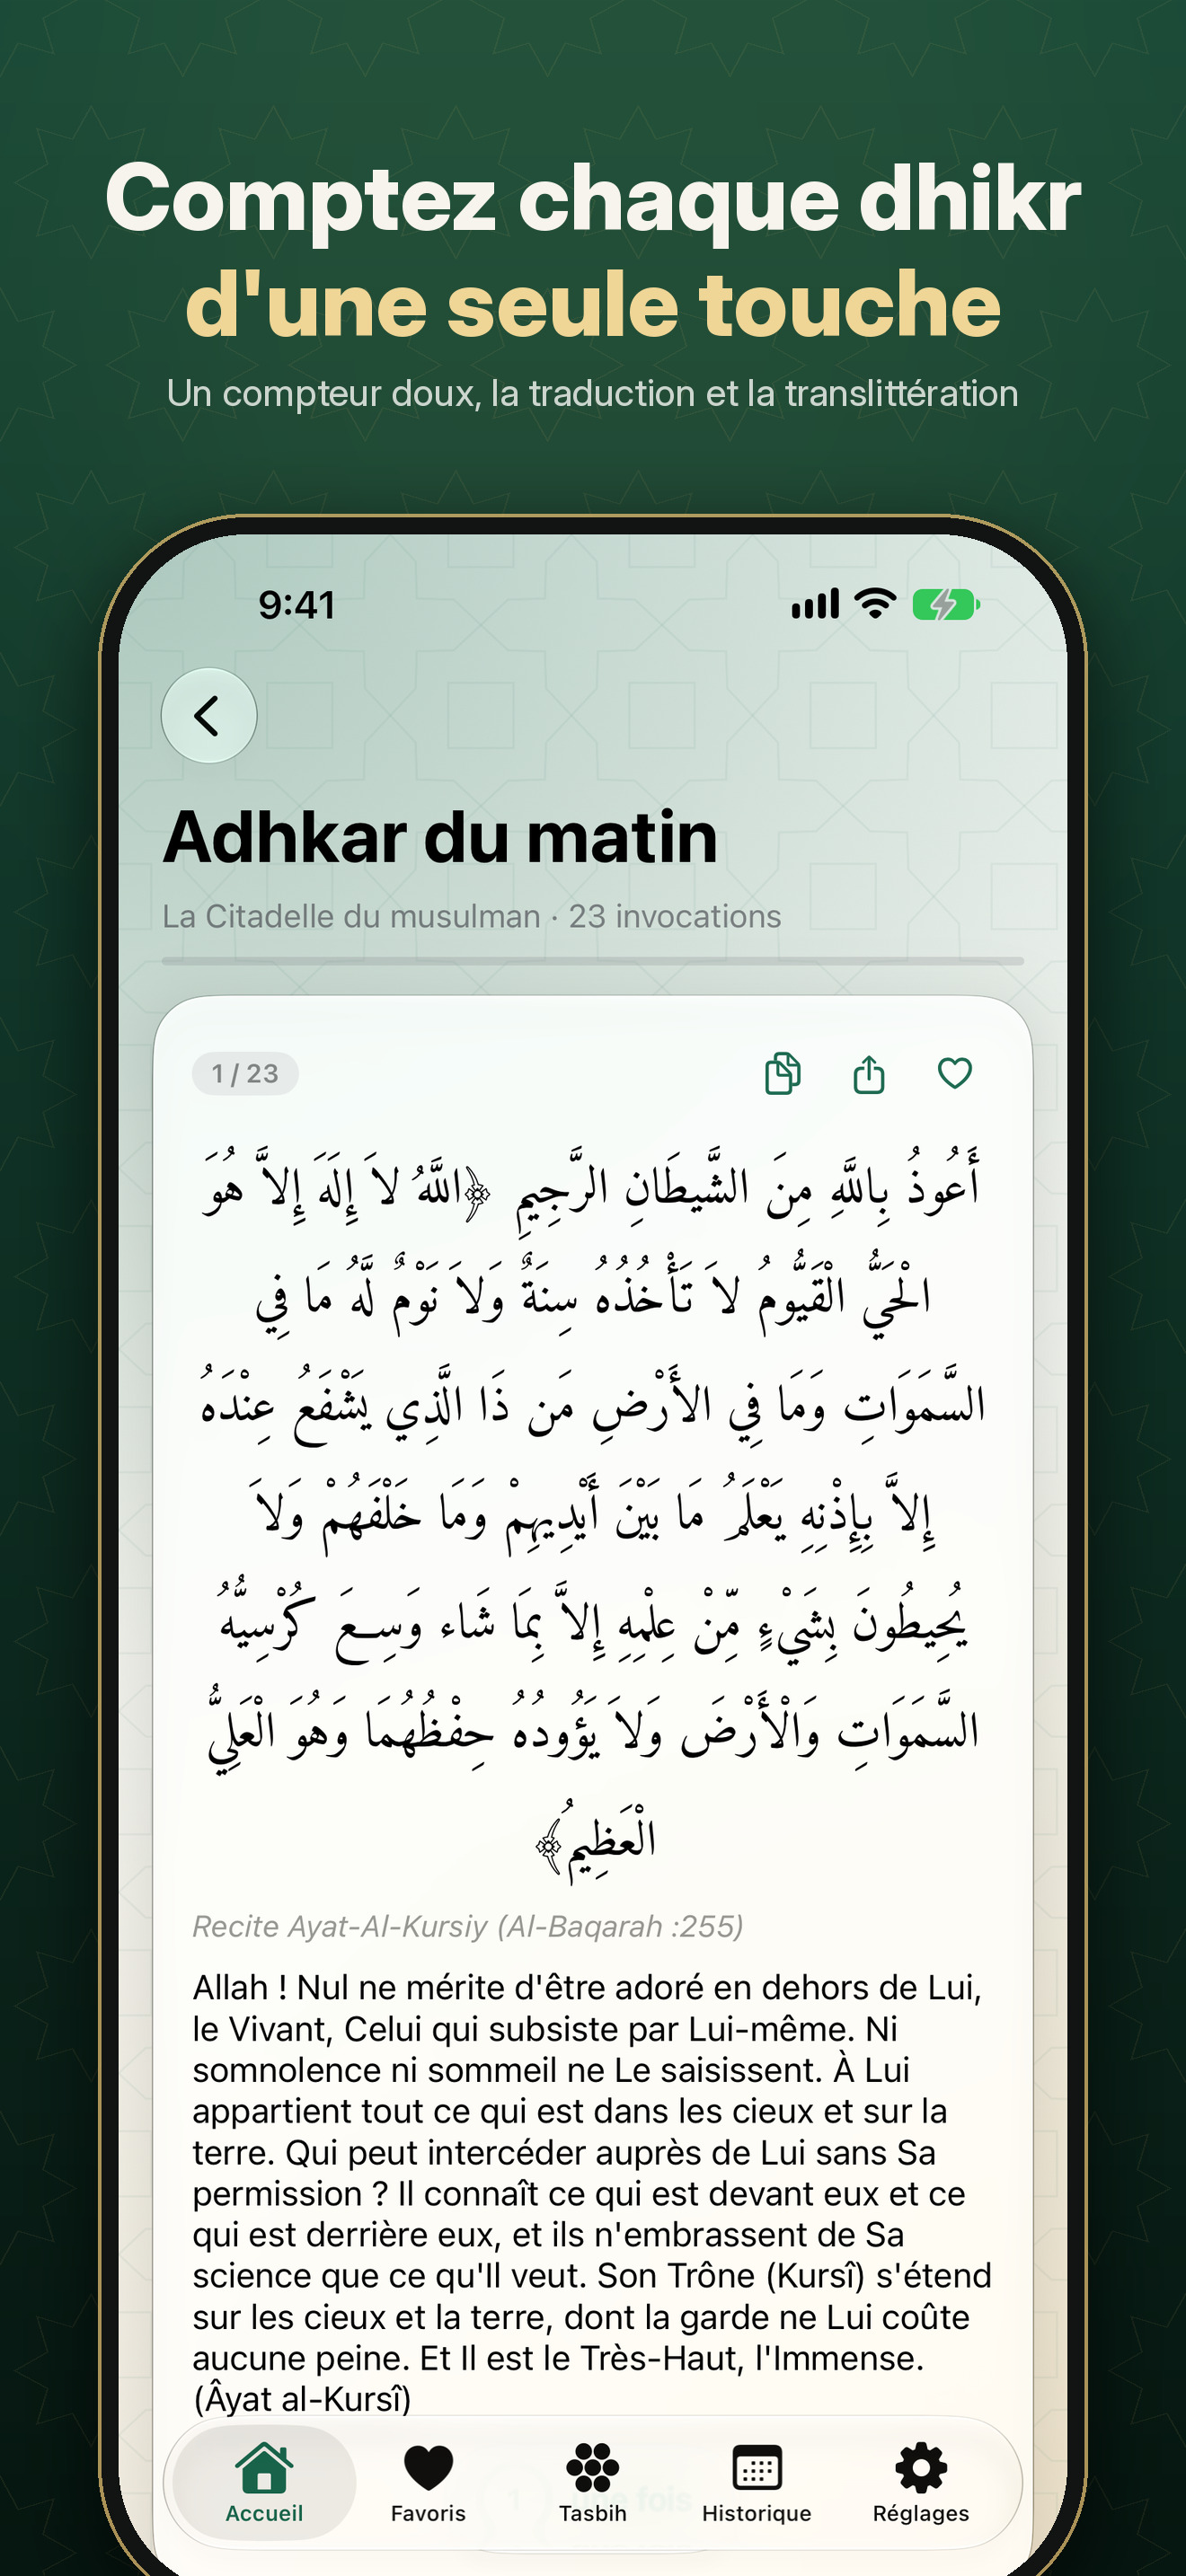 Comptez chaque dhikr
d'une seule touche
Un compteur doux, la traduction et la translittération
9:41
Adhkar du matin
La Citadelle du musulman · 23 invocations
1 / 23
أَعُوذُ بِاللَّهِ مِنَ الشَّيطَانِ الرَّجِيمِ ﴿اللَّهُ لاَ إِلَهَ إِلاَّ هُوَ
الْحَيُّ الْقَيُّومُ لاَ تَأْخُذُهُ سِنَةٌ وَلاَ نَوْمٌ لَّهُ مَا فِي
السَّمَوَاتِ وَمَا فِي الأَرْضِ مَن ذَا الَّذِي يَشْفَعُ عِنْدَهُ
إِلاَّ بِإِذْنِهِ يَعْلَمُ مَا بَيْنَ أَيْدِيهِمْ وَمَا خَلْفَهُمْ وَلاَ
يُحِيطُونَ بِشَيْءٍ مِّنْ عِلْمِهِ إِلاَّ بِمَا شَاء وَسِعَ كُرْسِيُّهُ
السَّمَوَاتِ وَالْأَرْضَ وَلاَ يَؤُودُهُ حِفْظُهُمَا وَهُوَ الْعَلِيُّ
الْعَظِيمُ﴾
Recite Ayat-Al-Kursiy (Al-Baqarah :255)
Allah ! Nul ne mérite d'être adoré en dehors de Lui,
le Vivant, Celui qui subsiste par Lui-même. Ni
somnolence ni sommeil ne Le saisissent. À Lui
appartient tout ce qui est dans les cieux et sur la
terre. Qui peut intercéder auprès de Lui sans Sa
permission ? Il connaît ce qui est devant eux et ce
qui est derrière eux, et ils n'embrassent de Sa
science que ce qu'Il veut. Son Trône (Kursî) s'étend
sur les cieux et la terre, dont la garde ne Lui coûte
aucune peine. Et Il est le Très-Haut, l'Immense.
(Âyat al-Kursî)
1 une fois
Accueil Favoris Tasbih Historique Réglages